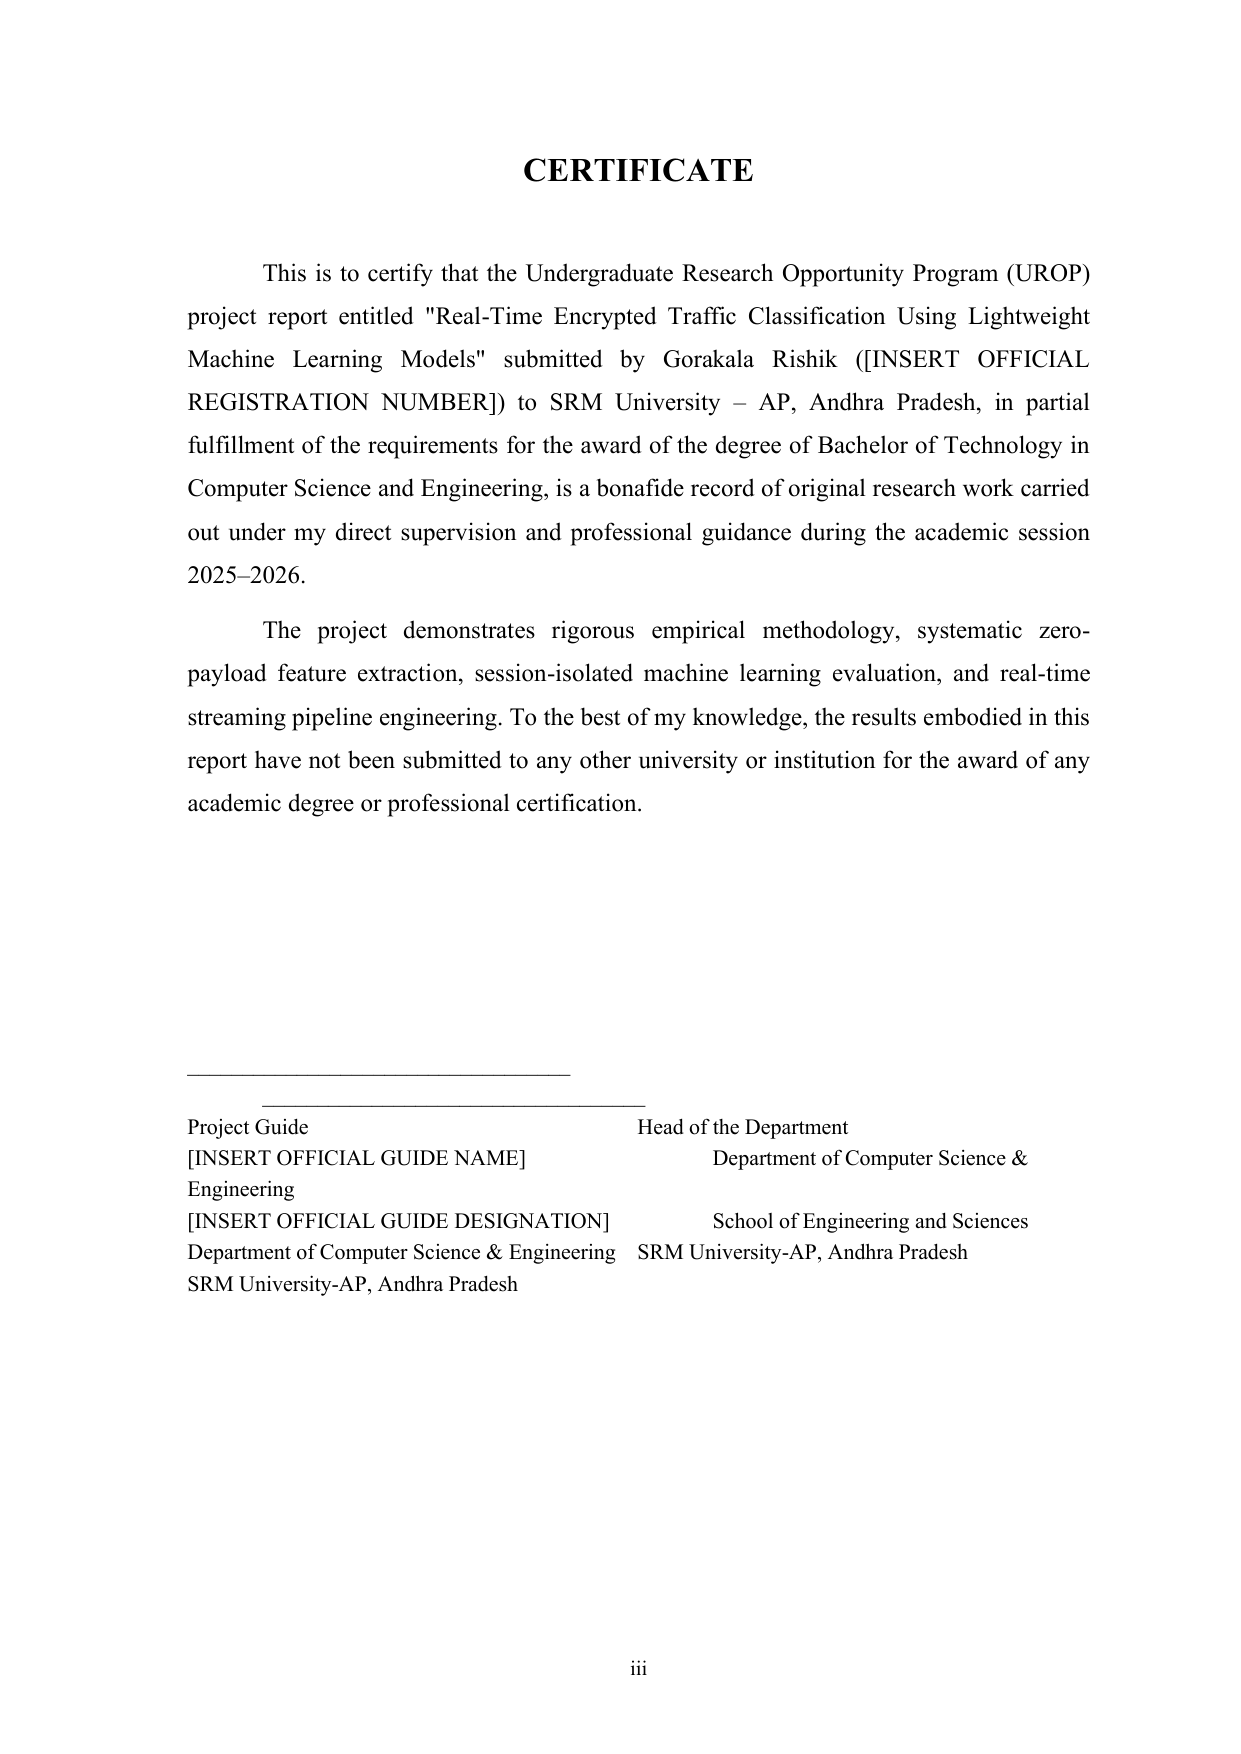 CERTIFICATE
This is to certify that the Undergraduate Research Opportunity Program (UROP)
project report entitled "Real-Time Encrypted Traffic Classification Using Lightweight
Machine Learning Models" submitted by Gorakala Rishik ([INSERT OFFICIAL
REGISTRATION NUMBER]) to SRM University – AP, Andhra Pradesh, in partial
fulfillment of the requirements for the award of the degree of Bachelor of Technology in
Computer Science and Engineering, is a bonafide record of original research work carried
out under my direct supervision and professional guidance during the academic session
2025–2026.
The project demonstrates rigorous empirical methodology, systematic zero-
payload feature extraction, session-isolated machine learning evaluation, and real-time
streaming pipeline engineering. To the best of my knowledge, the results embodied in this
report have not been submitted to any other university or institution for the award of any
academic degree or professional certification.
___________________________________
___________________________________
Project Guide Head of the Department
[INSERT OFFICIAL GUIDE NAME] Department of Computer Science &
Engineering
[INSERT OFFICIAL GUIDE DESIGNATION] School of Engineering and Sciences
Department of Computer Science & Engineering SRM University-AP, Andhra Pradesh
SRM University-AP, Andhra Pradesh
iii